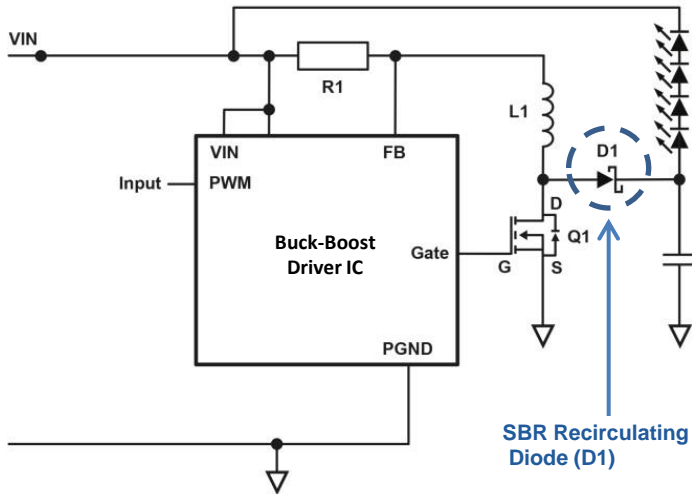 VIN
R1
L1
D1
VIN
FB
Input
PWM
Buck-Boost
Driver IC
Gate
D
Q1
G
S
PGND
SBR Recirculating
Diode (D1)